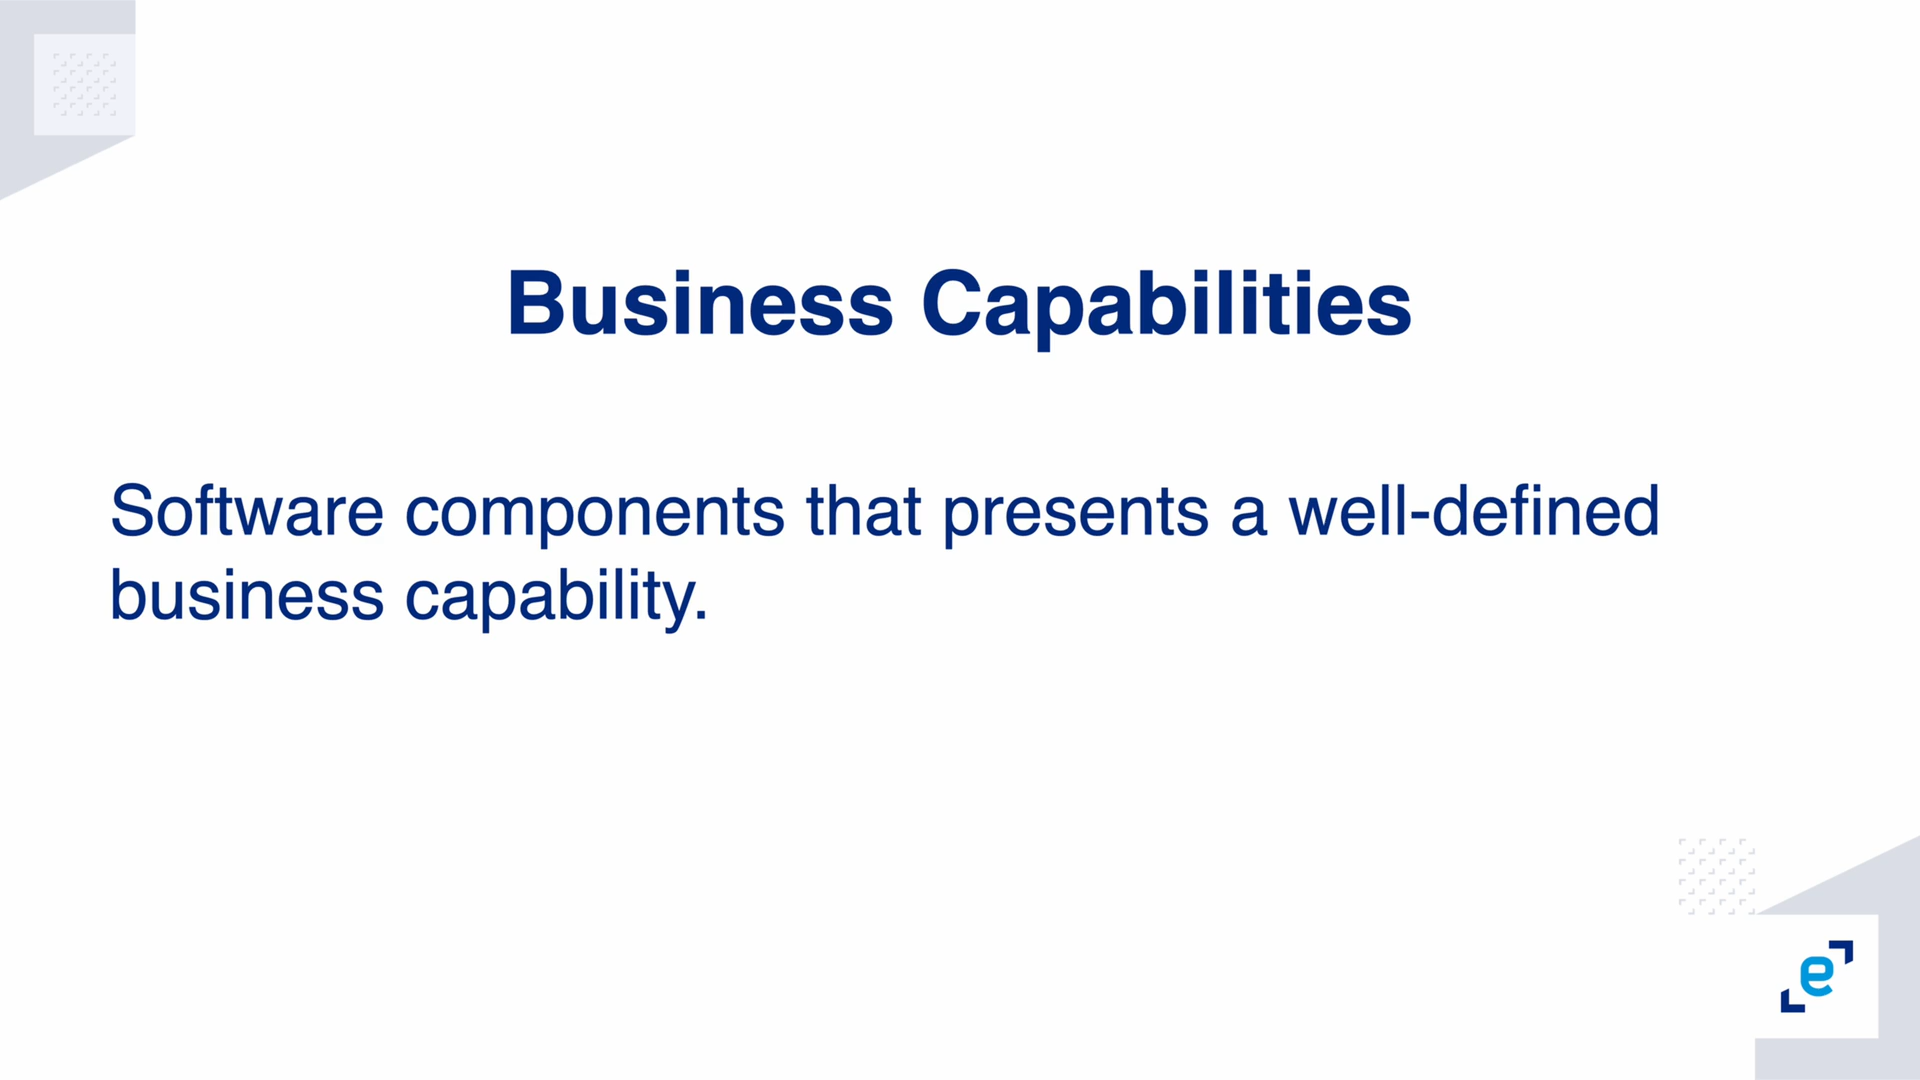 Business Capabilities
Software components that presents a well-defined
business capability.
e